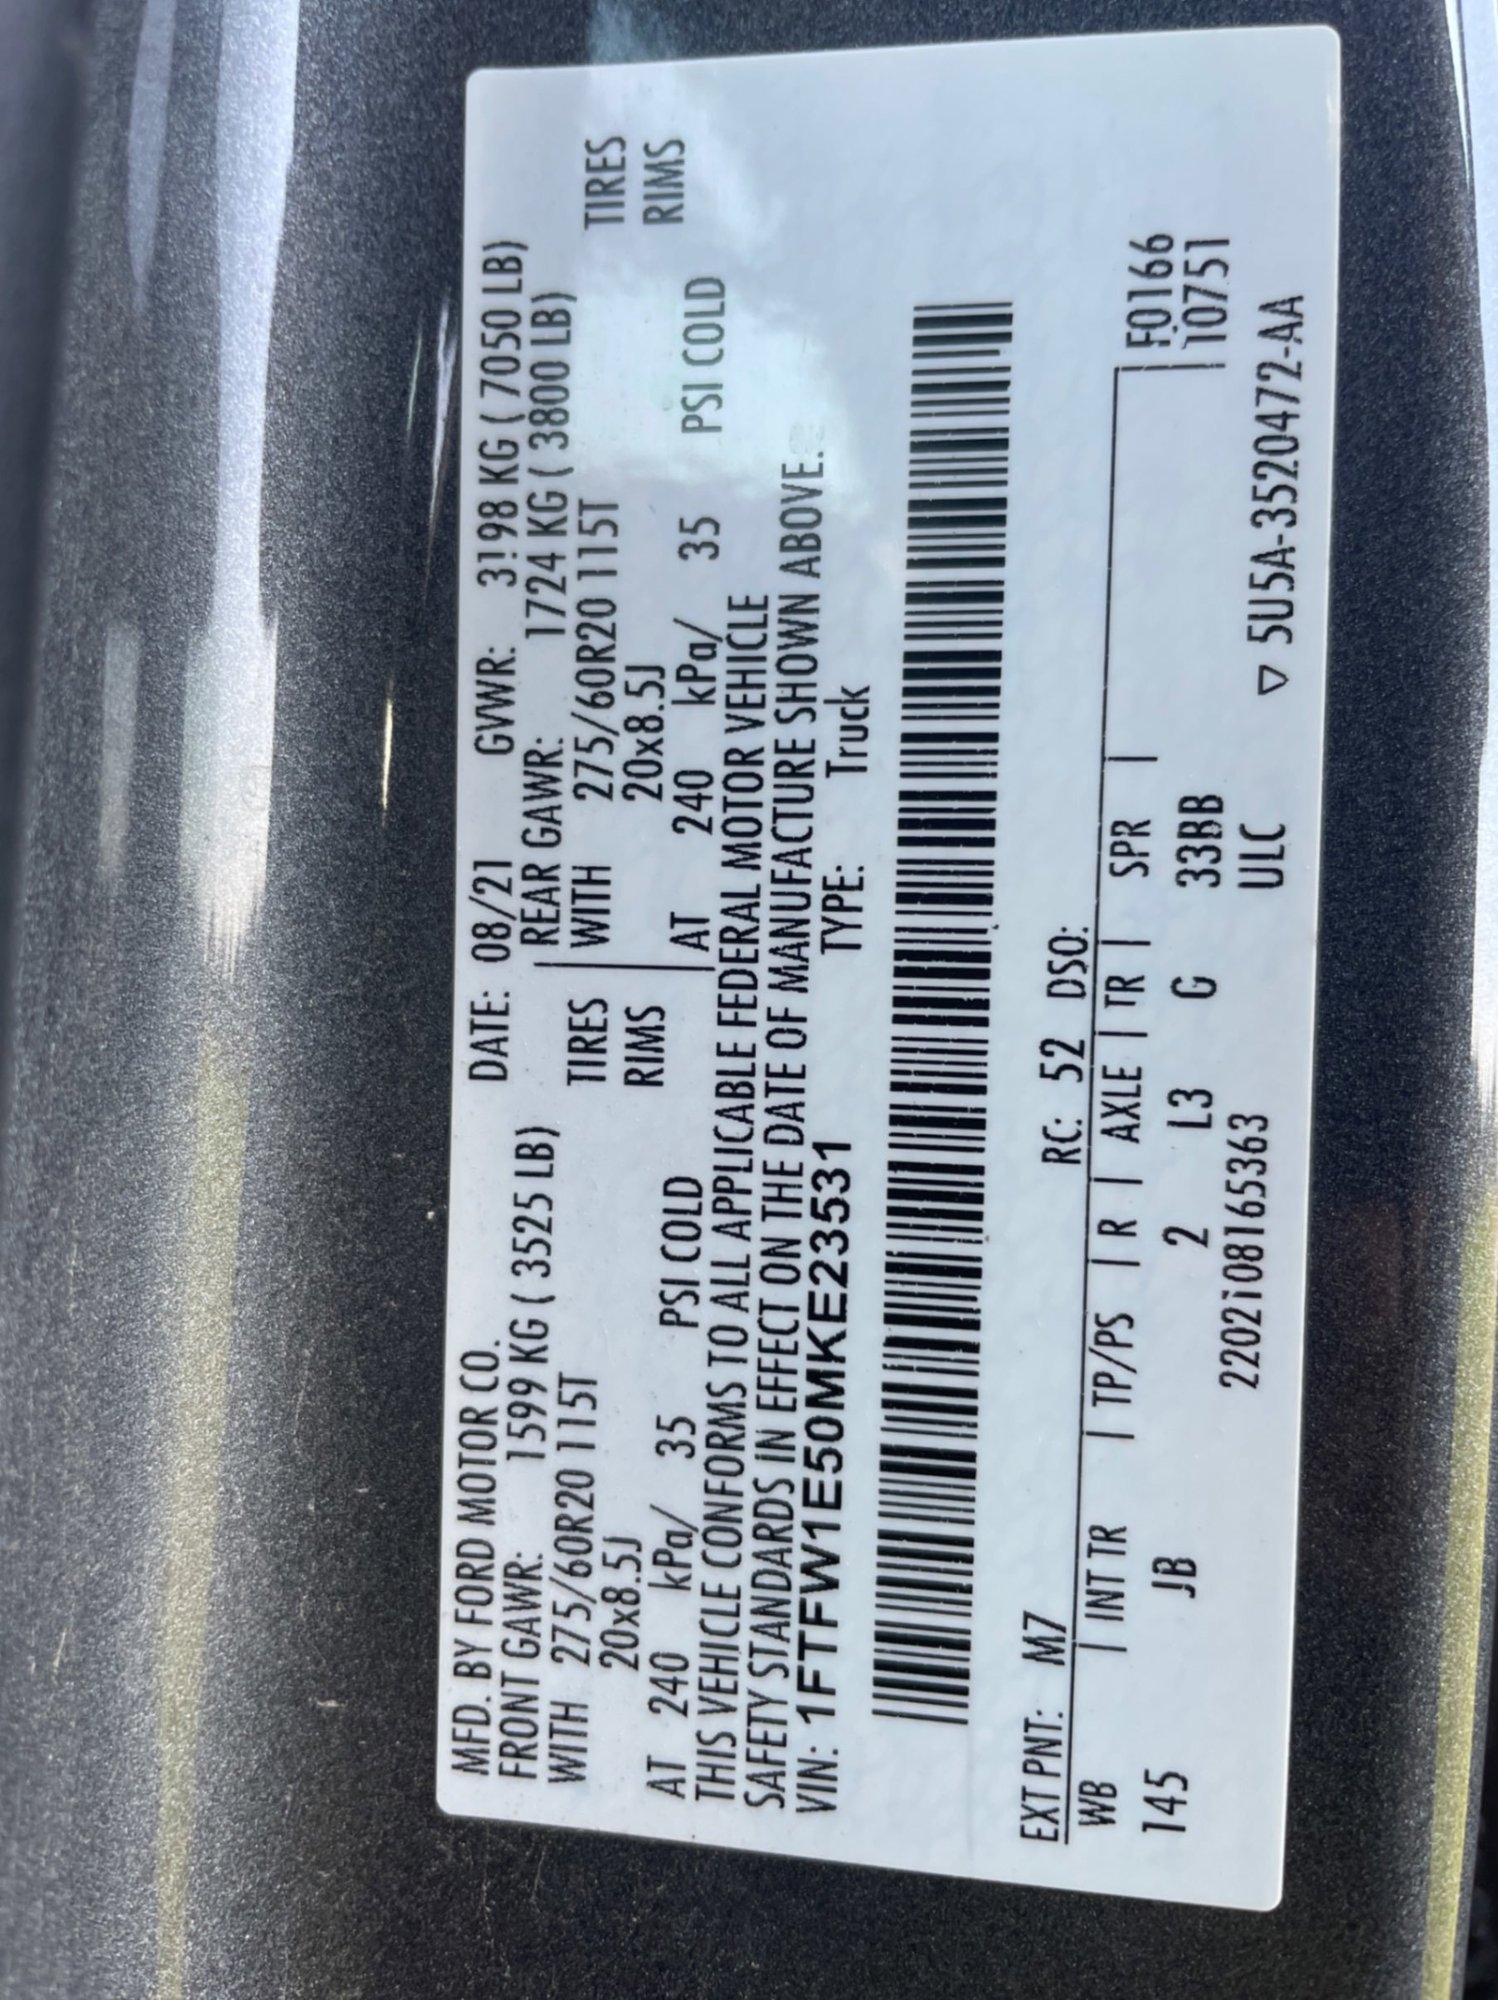 MFD. BY FORD MOTOR CO. DATE: 08/21 GVWR: 3198 KG ( 7050 LB)
FRONT GAWR: 1599 KG ( 3525 LB) REAR GAWR: 1724 KG ( 3800 LB)
WITH 275/60R20 115T TIRES WITH 275/60R20 115T TIRES
20x8.5J RIMS 20x8.5J RIMS
AT 240 kPa/ 35 PSI COLD AT 240 kPa/ 35 PSI COLD
THIS VEHICLE CONFORMS TO ALL APPLICABLE FEDERAL MOTOR VEHICLE
SAFETY STANDARDS IN EFFECT ON THE DATE OF MANUFACTURE SHOWN ABOVE.
VIN: 1FTFW1E50MKE23531 TYPE: Truck
EXT PNT: M7 RC: 52 DSO:
WB | INT TR | TP/PS | R | AXLE | TR | SPR | F0166
145 JB 2 L3 G 33BB 10751
2202108165363 ULC
▽ 5U5A-3520472-AA